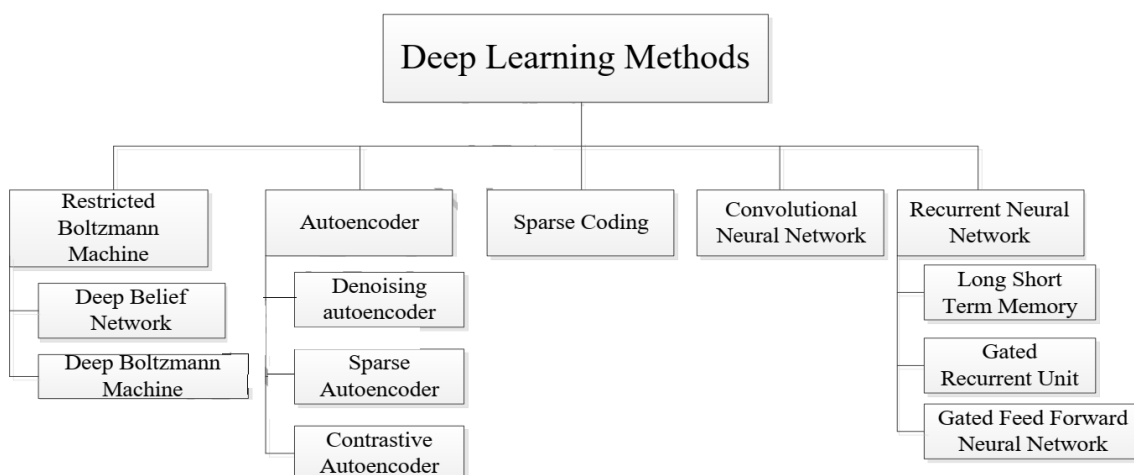 Deep Learning Methods
Restricted
Boltzmann
Machine
Deep Belief
Network
Deep Boltzmann
Machine
Autoencoder
Denoising
autoencoder
Sparse
Autoencoder
Contrastive
Autoencoder
Sparse Coding
Convolutional
Neural Network
Recurrent Neural
Network
Long Short
Term Memory
Gated
Recurrent Unit
Gated Feed Forward
Neural Network